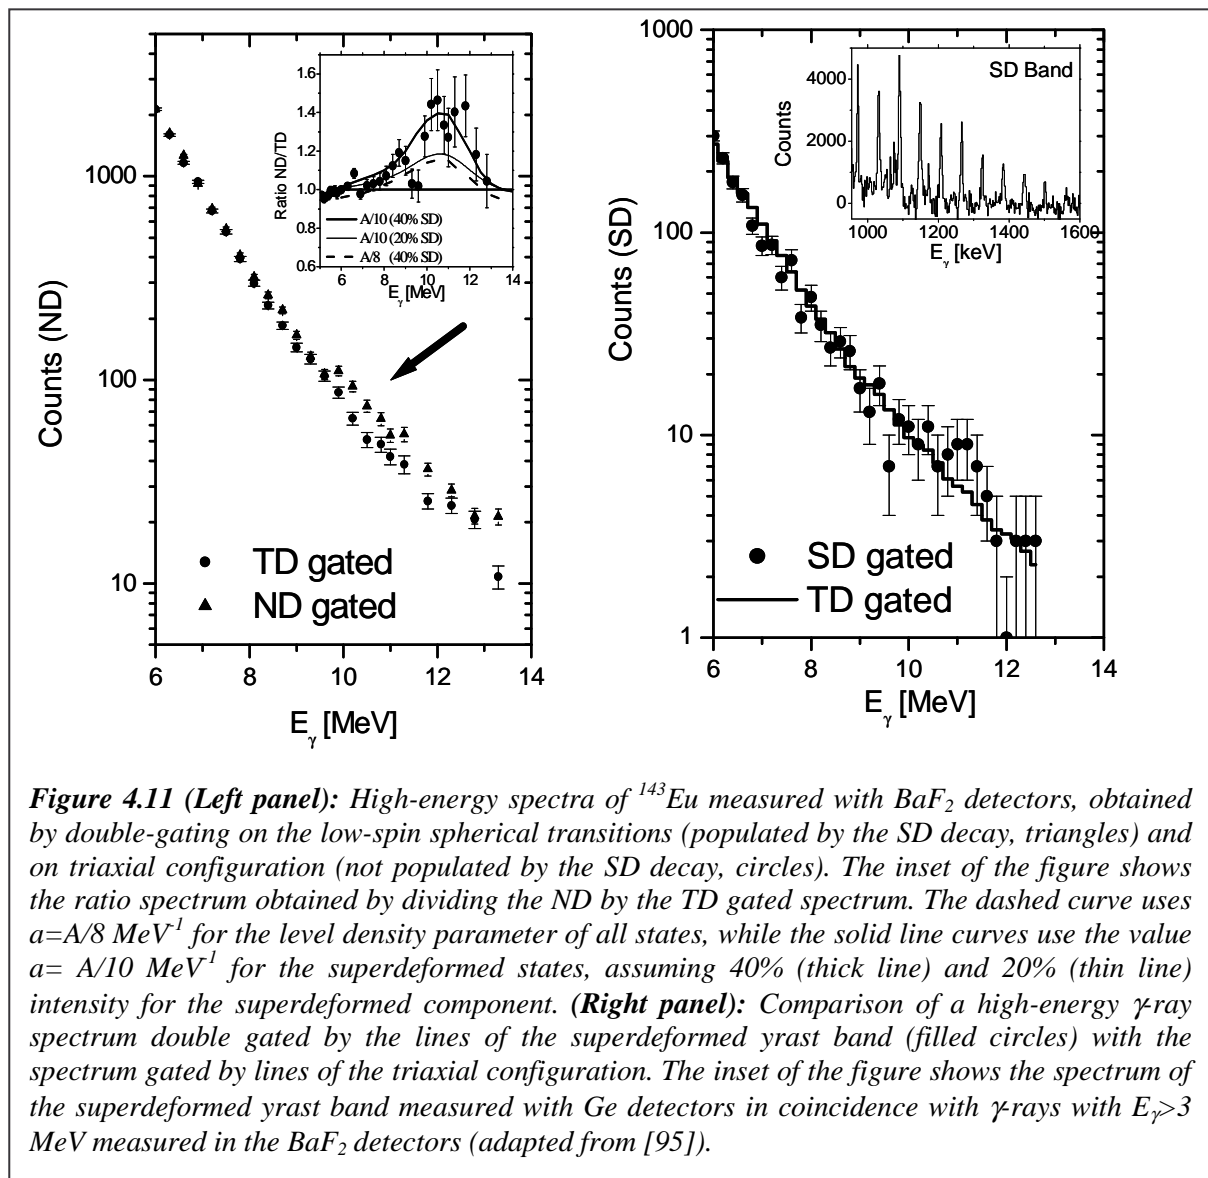 1000
100
10
Counts (ND)
6 8 10 12 14
E_γ [MeV]
TD gated
ND gated
1.6
1.4
1.2
1.0
0.8
0.6
Ratio ND/TD
A/10 (40% SD)
A/10 (20% SD)
A/8 (40% SD)
6 8 10 12 14
E_γ [MeV]
1000
100
10
1
Counts (SD)
6 8 10 12 14
E_γ [MeV]
SD gated
TD gated
SD Band
4000
2000
0
Counts
1000 1200 1400 1600
E_γ [keV]
Figure 4.11 (Left panel): High-energy spectra of ¹⁴³Eu measured with BaF₂ detectors, obtained
by double-gating on the low-spin spherical transitions (populated by the SD decay, triangles) and
on triaxial configuration (not populated by the SD decay, circles). The inset of the figure shows
the ratio spectrum obtained by dividing the ND by the TD gated spectrum. The dashed curve uses
a=A/8 MeV⁻¹ for the level density parameter of all states, while the solid line curves use the value
a= A/10 MeV⁻¹ for the superdeformed states, assuming 40% (thick line) and 20% (thin line)
intensity for the superdeformed component. (Right panel): Comparison of a high-energy γ-ray
spectrum double gated by the lines of the superdeformed yrast band (filled circles) with the
spectrum gated by lines of the triaxial configuration. The inset of the figure shows the spectrum of
the superdeformed yrast band measured with Ge detectors in coincidence with γ-rays with E_γ>3
MeV measured in the BaF₂ detectors (adapted from [95]).